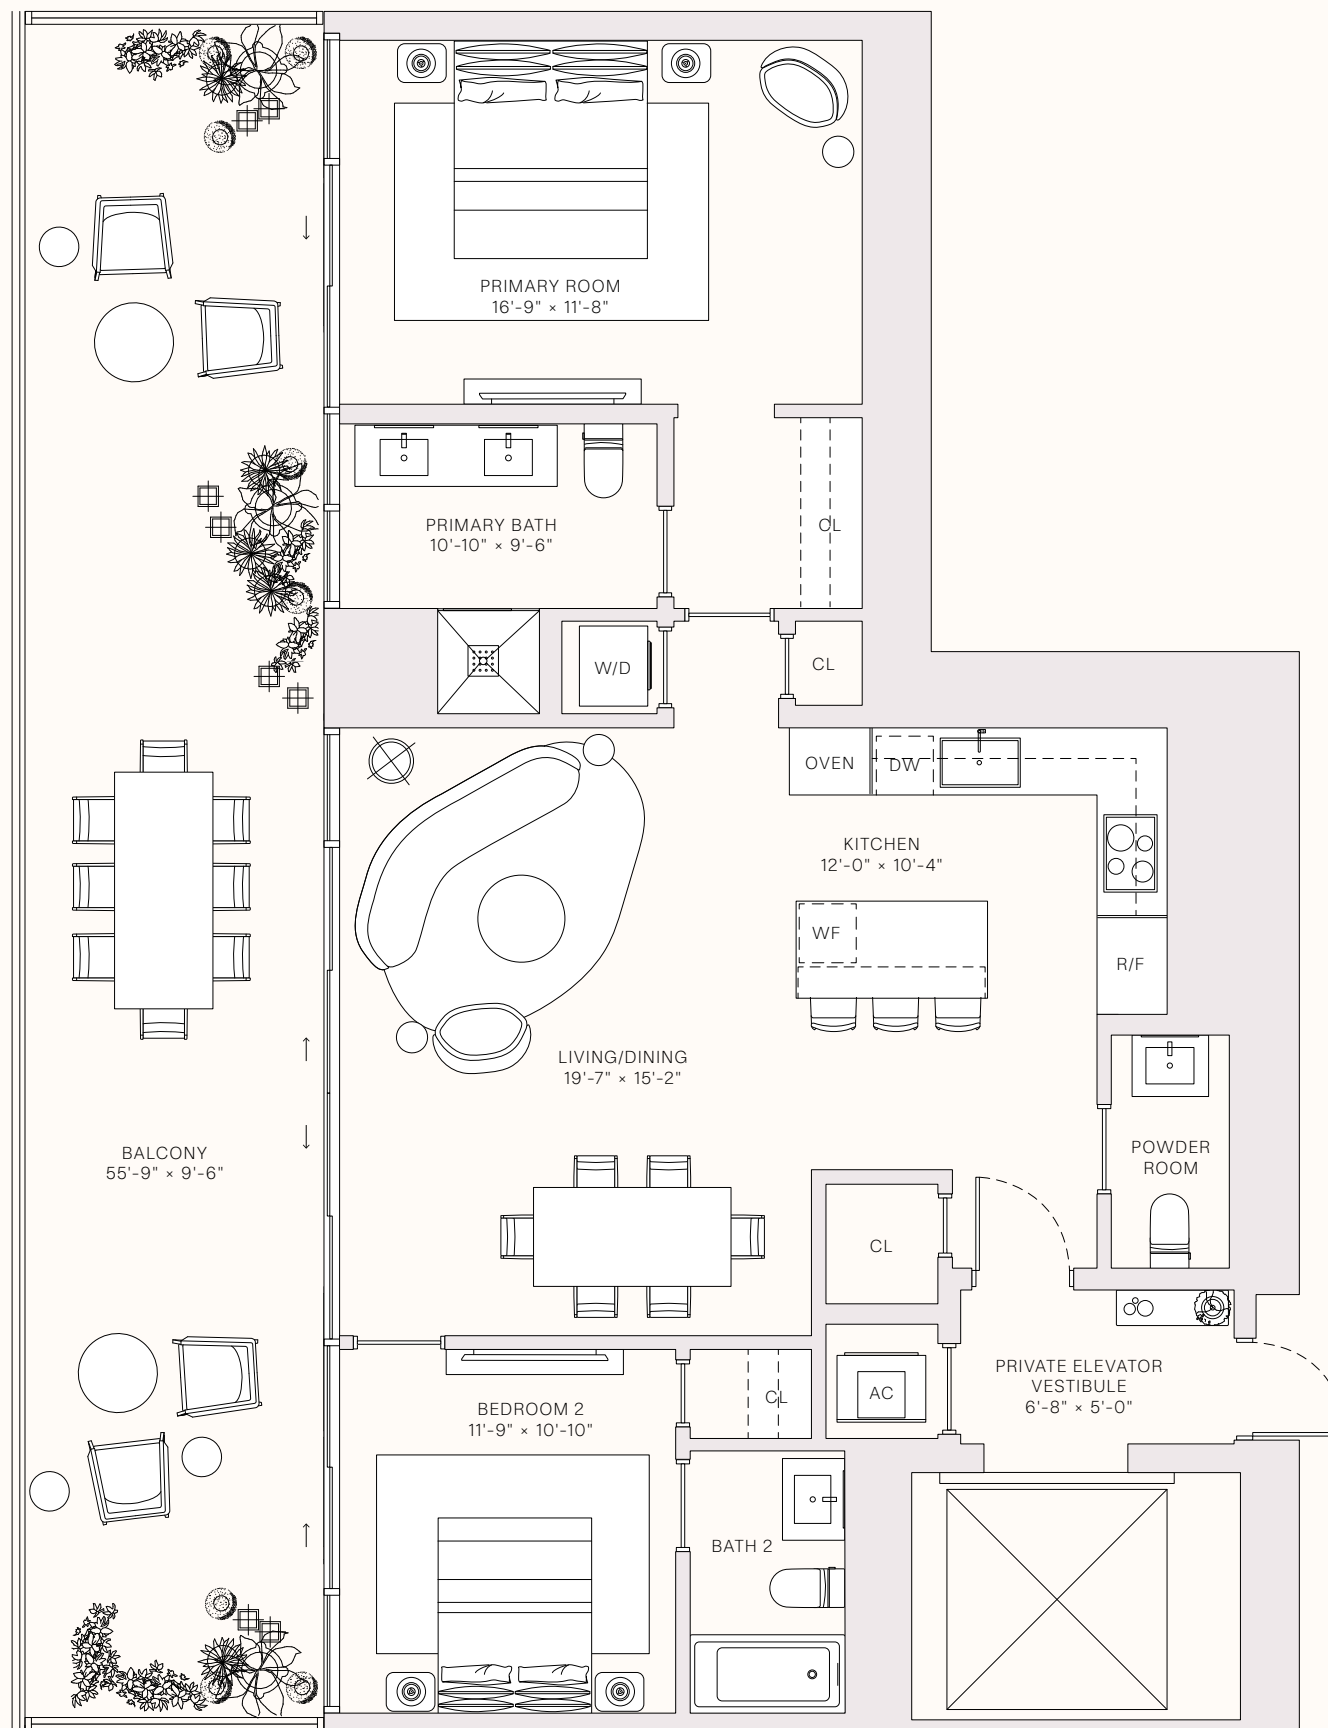 PRIMARY ROOM
16'-9" × 11'-8"
PRIMARY BATH
10'-10" × 9'-6"
CL
W/D
CL
OVEN
DW
KITCHEN
12'-0" × 10'-4"
WF
R/F
LIVING/DINING
19'-7" × 15'-2"
BALCONY
55'-9" × 9'-6"
POWDER
ROOM
CL
PRIVATE ELEVATOR
VESTIBULE
6'-8" × 5'-0"
AC
CL
BEDROOM 2
11'-9" × 10'-10"
BATH 2